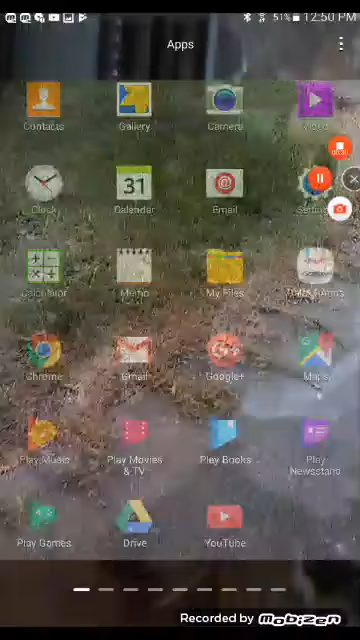 51% 12:50 PM
Apps
Contacts Gallery Camera Video
31
Clock Calendar Email
Calculator Memo My Files
Chrome Gmail Google+ Maps
Play Music Play Movies & TV Play Books Play Newsstand
Play Games Drive YouTube
Recorded by mobizen